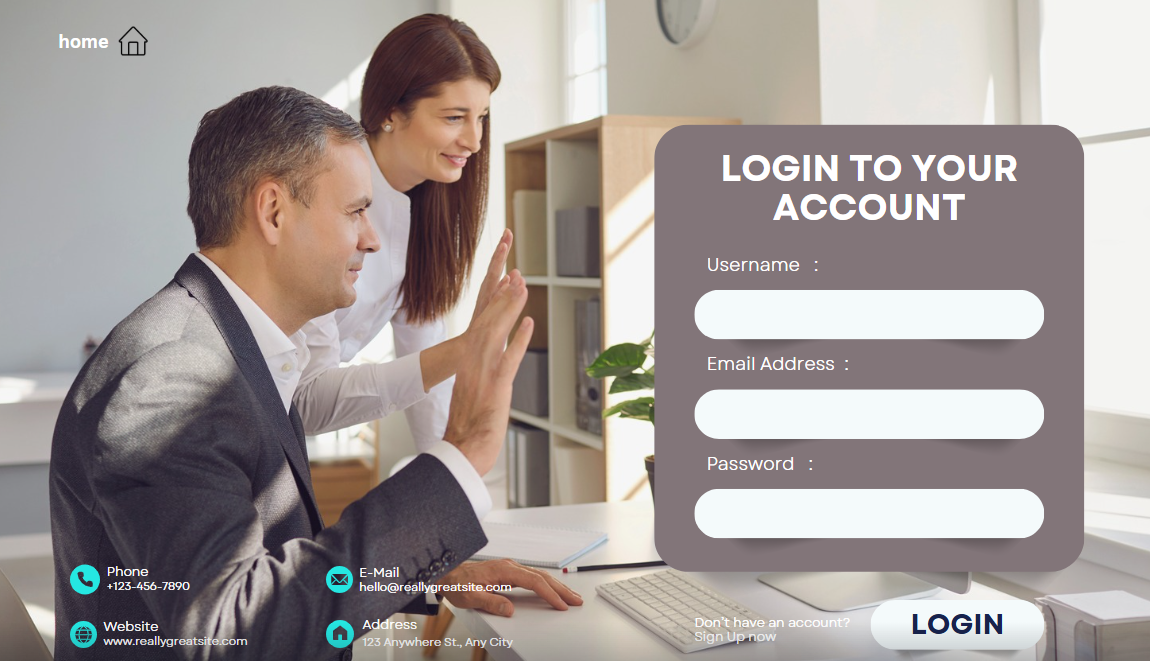 home
LOGIN TO YOUR
ACCOUNT
Username :
Email Address :
Password :
Phone
+123-456-7890
E-Mail
hello@reallygreatsite.com
Website
www.reallygreatsite.com
Address
123 Anywhere St., Any City
Don't have an account?
Sign Up now
LOGIN